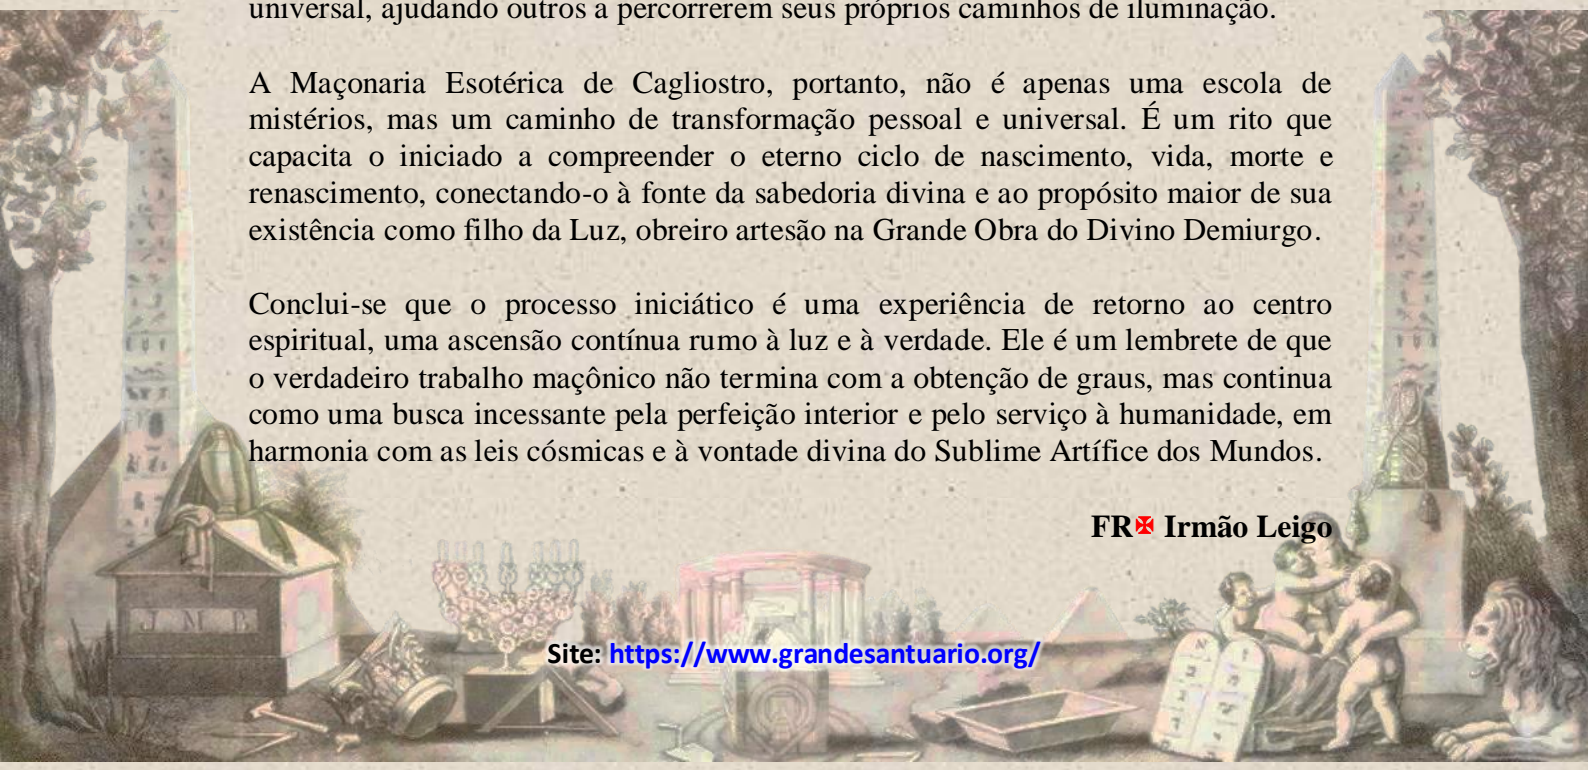 universal, ajudando outros a percorrerem seus próprios caminhos de iluminação.
A Maçonaria Esotérica de Cagliostro, portanto, não é apenas uma escola de
mistérios, mas um caminho de transformação pessoal e universal. É um rito que
capacita o iniciado a compreender o eterno ciclo de nascimento, vida, morte e
renascimento, conectando-o à fonte da sabedoria divina e ao propósito maior de sua
existência como filho da Luz, obreiro artesão na Grande Obra do Divino Demiurgo.
Conclui-se que o processo iniciático é uma experiência de retorno ao centro
espiritual, uma ascensão contínua rumo à luz e à verdade. Ele é um lembrete de que
o verdadeiro trabalho maçônico não termina com a obtenção de graus, mas continua
como uma busca incessante pela perfeição interior e pelo serviço à humanidade, em
harmonia com as leis cósmicas e à vontade divina do Sublime Artífice dos Mundos.
FR✠ Irmão Leigo
J M B
Site: https://www.grandesantuario.org/